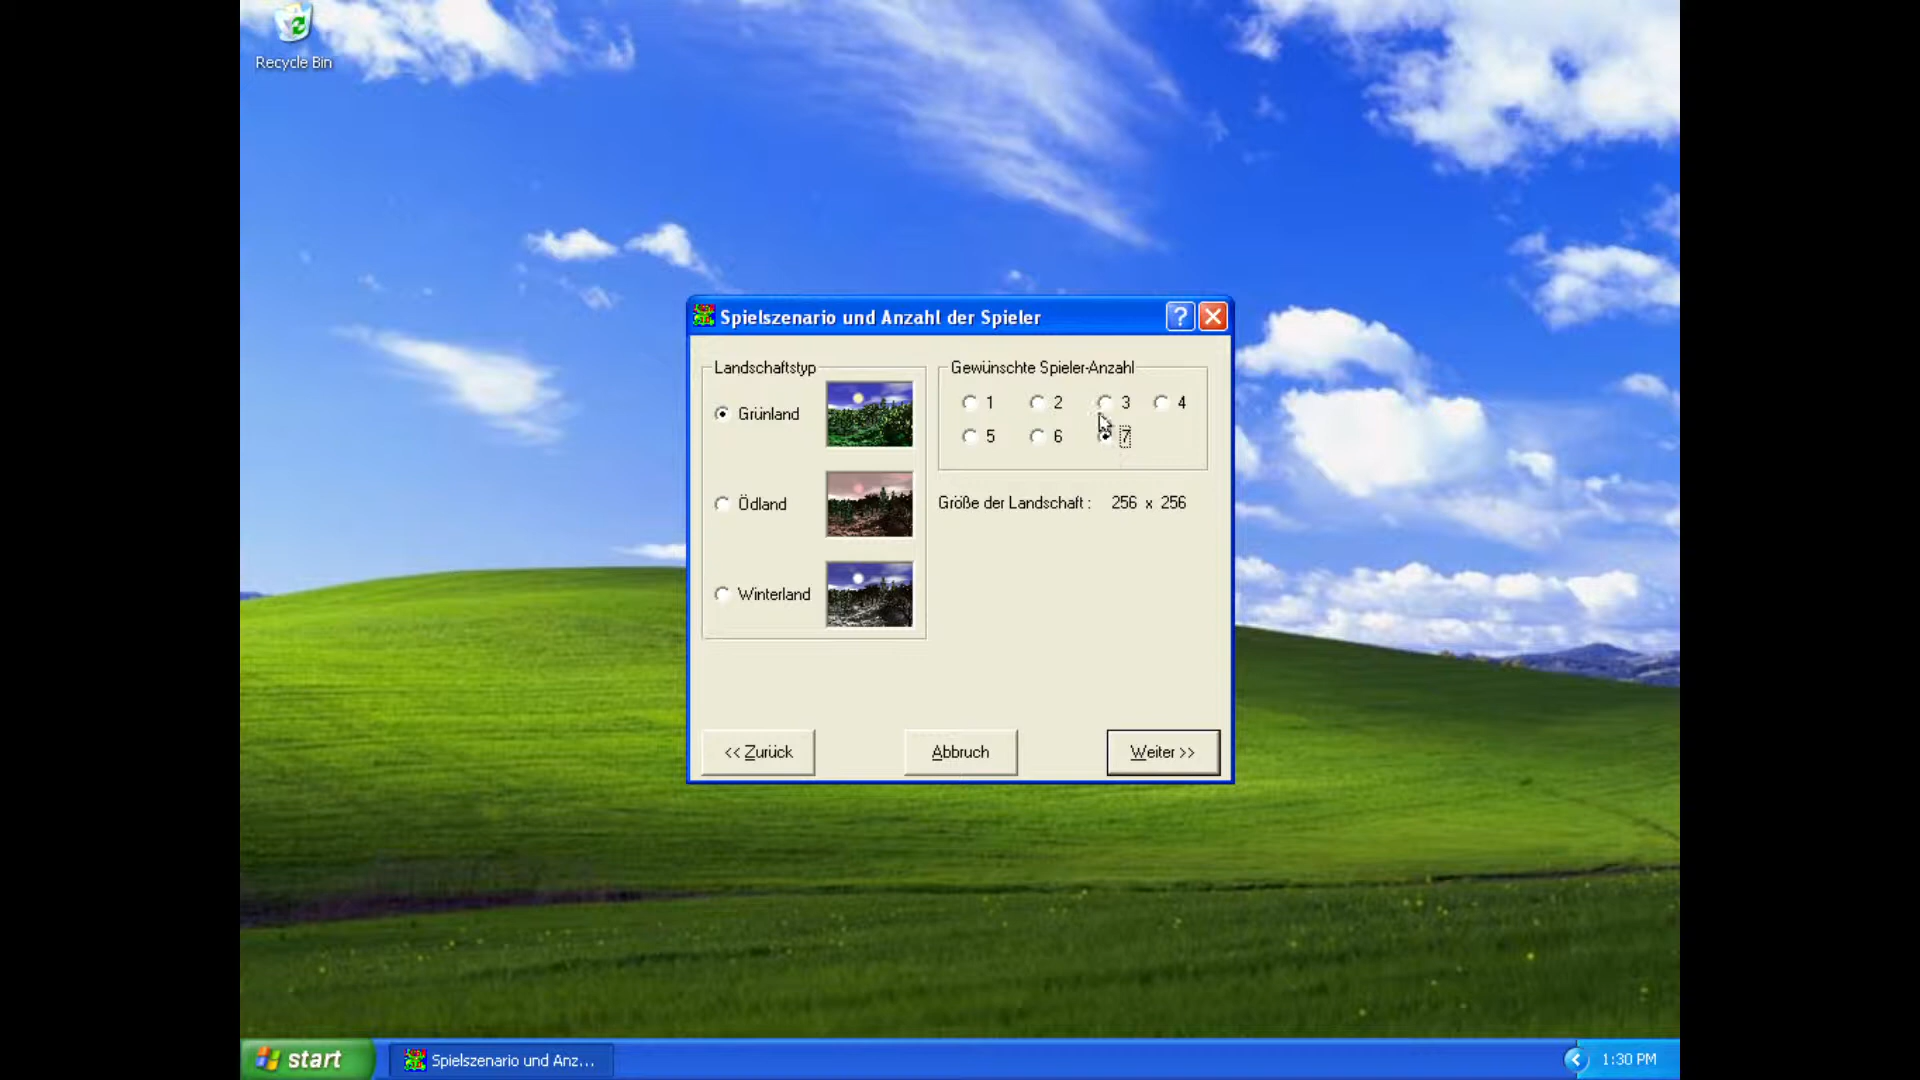 Recycle Bin
Spielszenario und Anzahl der Spieler
Landschaftstyp
Grünland
Ödland
Winterland
Gewünschte Spieler-Anzahl
1 2 3 4
5 6 7
Größe der Landschaft : 256 x 256
<< Zurück
Abbruch
Weiter >>
start
Spielszenario und Anz...
1:30 PM